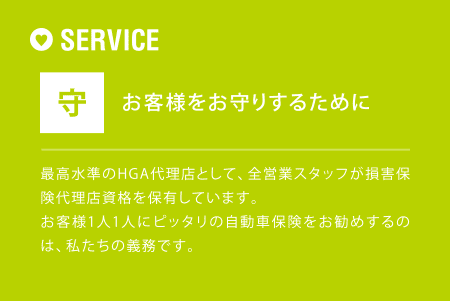 SERVICE
守 お客様をお守りするために
最高水準のHGA代理店として、全営業スタッフが損害保
険代理店資格を保有しています。
お客様1人1人にピッタリの自動車保険をお勧めするの
は、私たちの義務です。